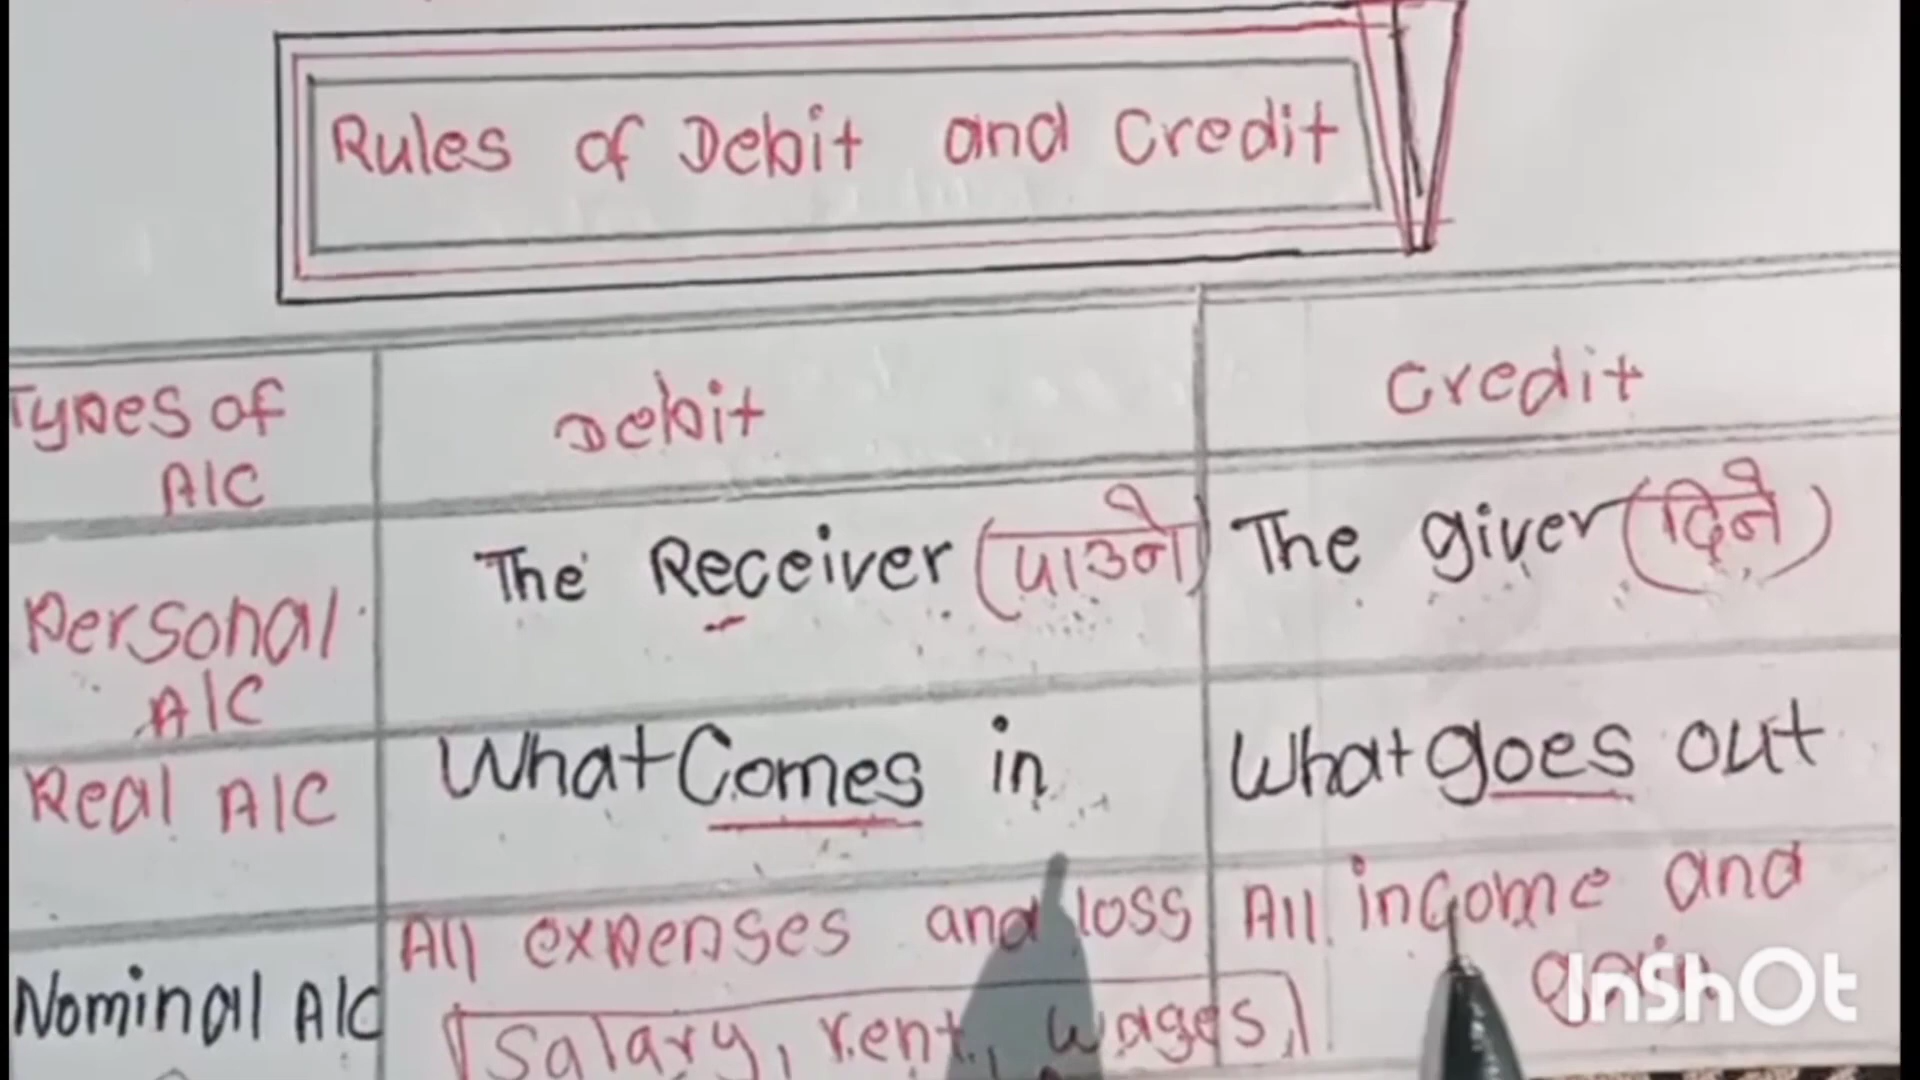 Rules of Debit and Credit
Types of A/C
Debit
Credit
Personal A/C
The Receiver (पाउने)
The giver (दिने)
Real A/C
What Comes in
What goes out
Nominal A/C
All expenses and loss
salary, rent, wages,
All income and
gain
InShOt